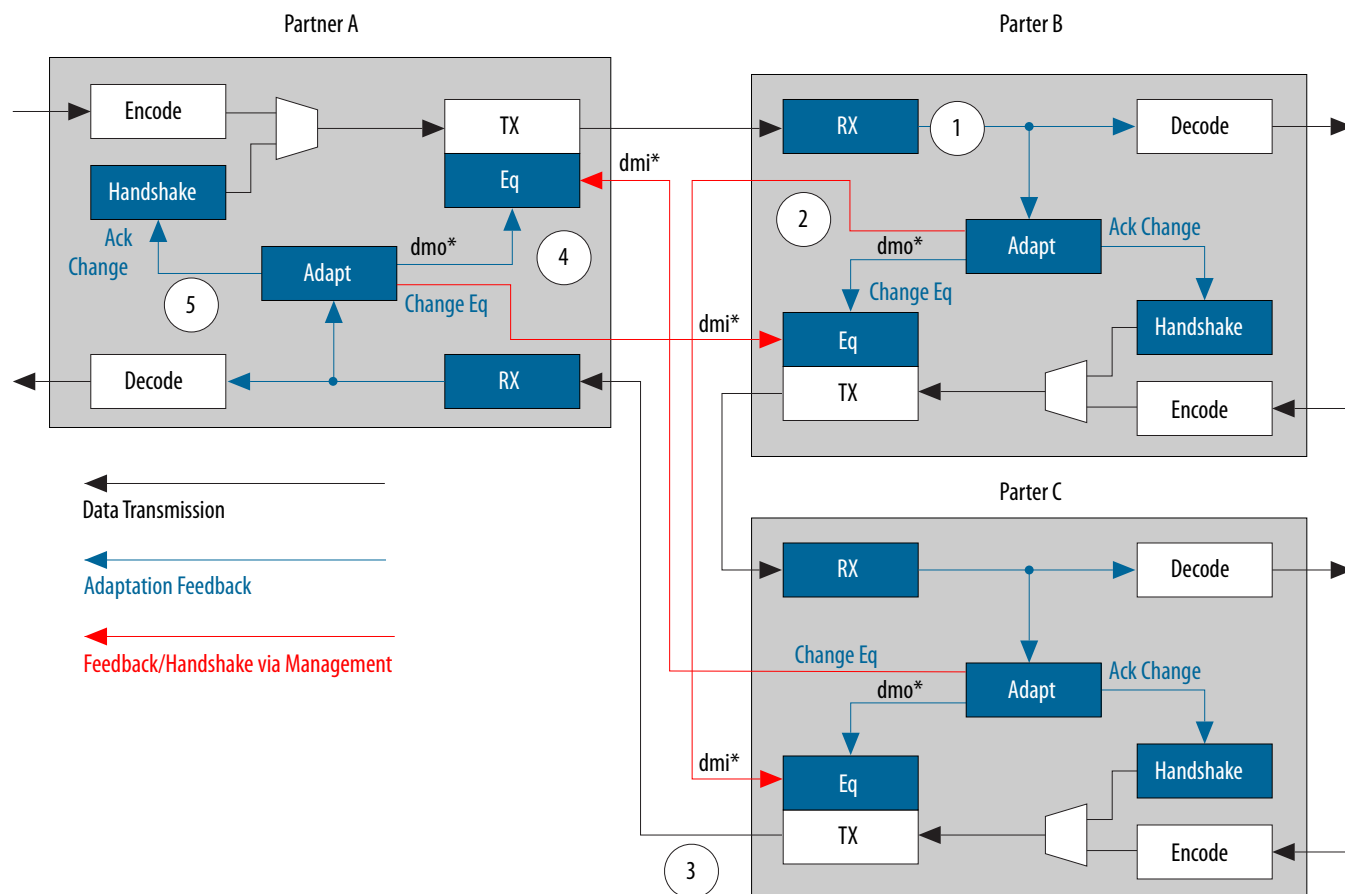 Partner A
Parter B
Encode
TX
Handshake
Eq
dmi*
Ack
Change
dmo*
4
Adapt
5
Change Eq
Decode
RX
RX
1
Decode
2
dmo*
Adapt
Ack Change
Change Eq
dmi*
Handshake
Eq
TX
Encode
Data Transmission
Adaptation Feedback
Feedback/Handshake via Management
Parter C
RX
Decode
Change Eq
dmo*
Adapt
Ack Change
dmi*
Eq
Handshake
TX
Encode
3